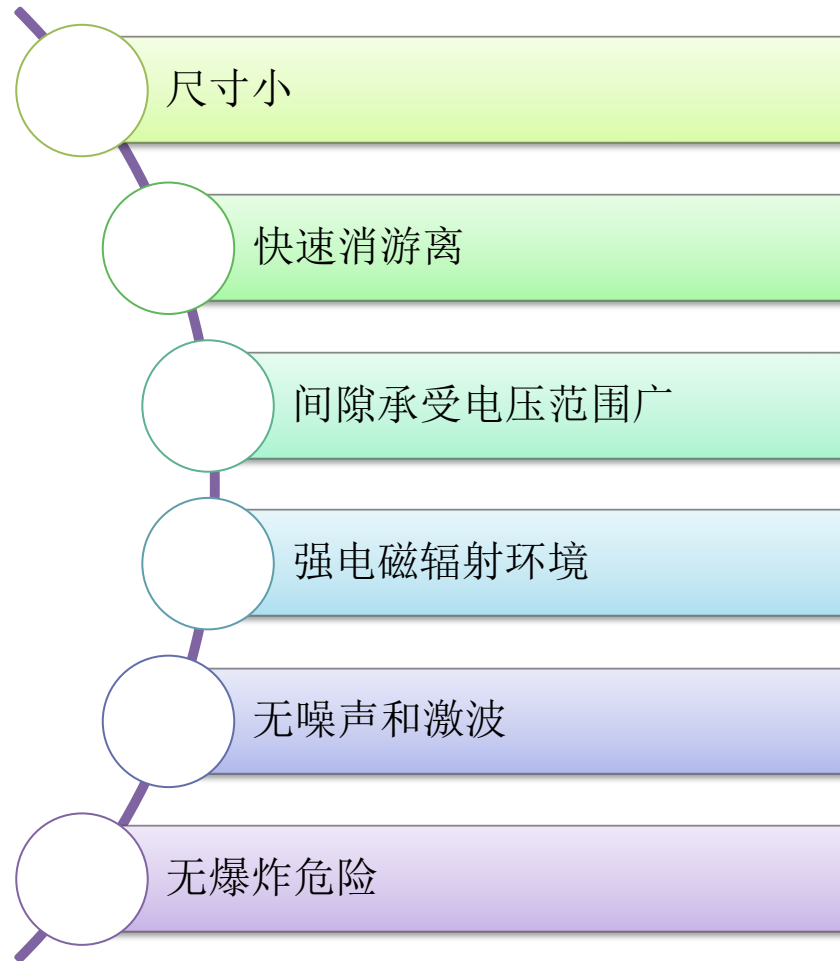 尺寸小
快速消游离
间隙承受电压范围广
强电磁辐射环境
无噪声和激波
无爆炸危险